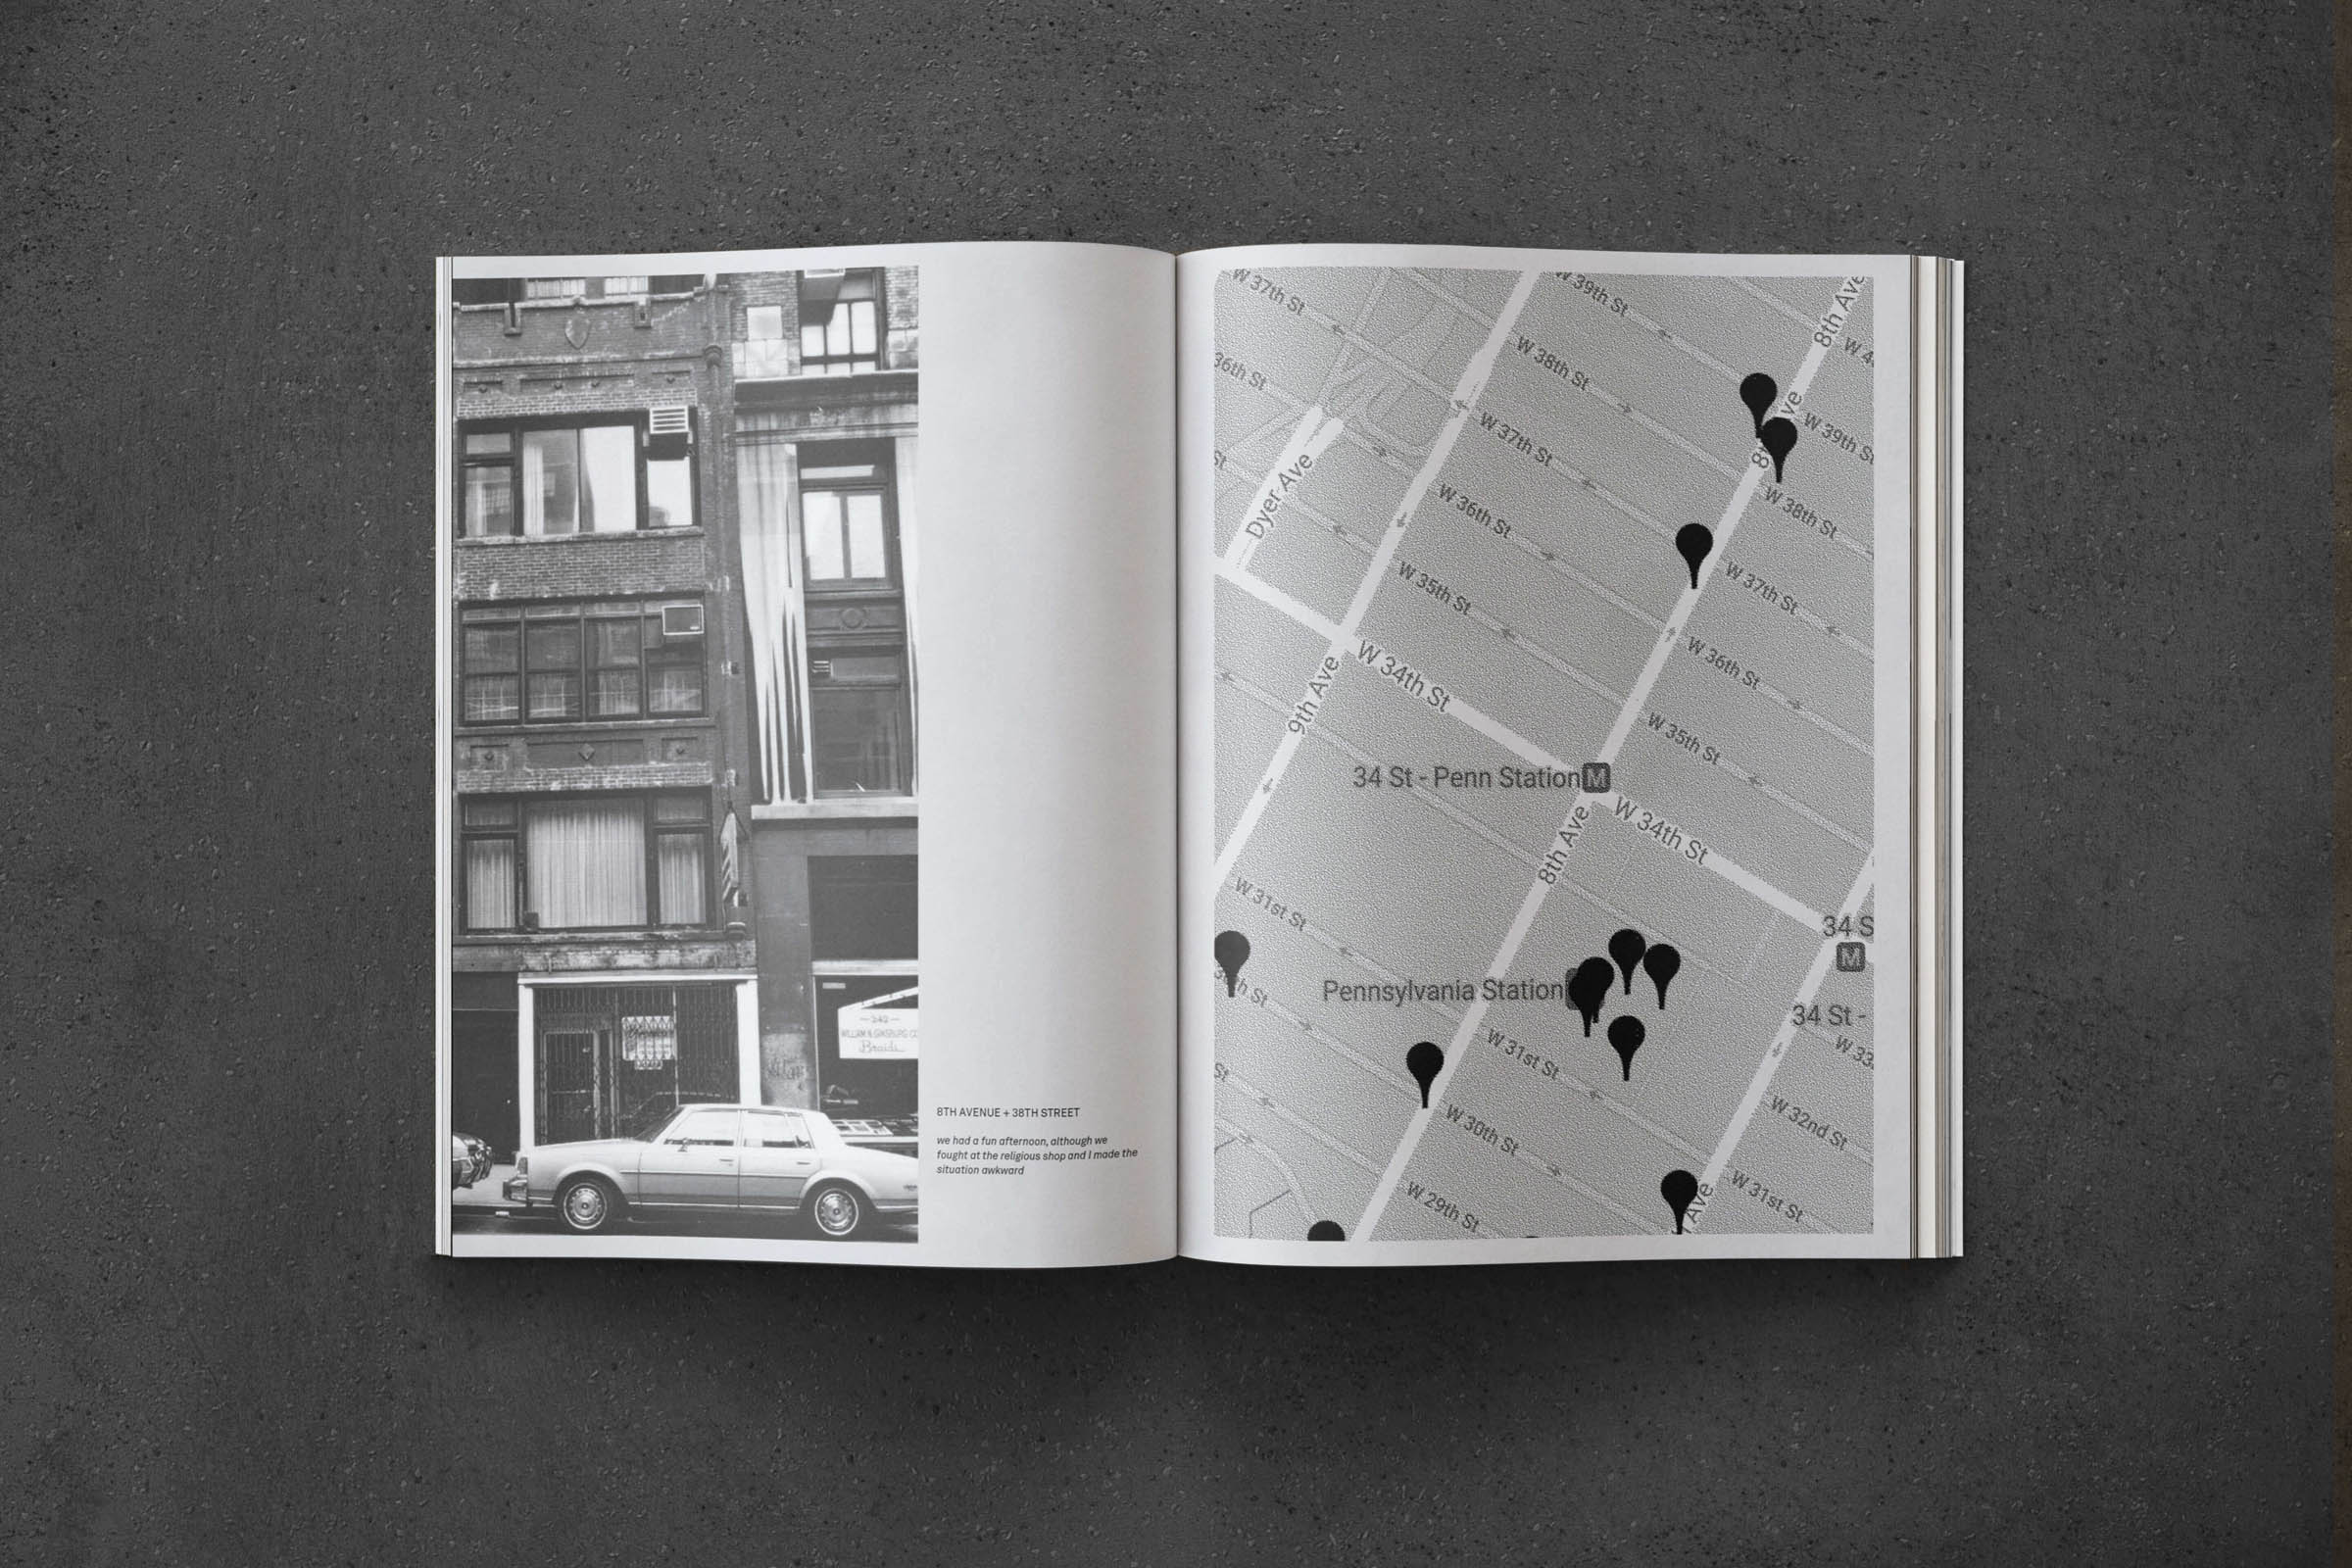 - 242 -
WILLIAM N. GINSBURG CO
Braids
8TH AVENUE + 38TH STREET
we had a fun afternoon, although we
fought at the religious shop and I made the
situation awkward
W 37th St
W 39th St
8th Ave
W 4
36th St
W 38th St
ve
W 39th St
St
W 37th St
8
Dyer Ave
W 36th St
W 38th St
W 35th St
W 37th St
W 34th St
W 36th St
9th Ave
W 35th St
34 St - Penn Station M
W 34th St
8th Ave
W 31st St
34 S
M
th St
Pennsylvania Station
34 St -
W 31st St
W 33
St
W 30th St
W 32nd St
W 29th St
W 31st St
Ave